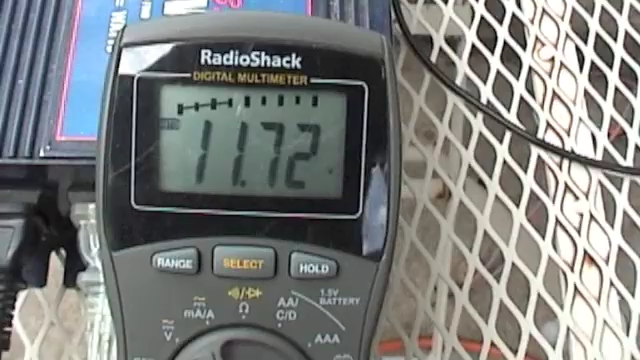 RadioShack
DIGITAL MULTIMETER
11.72
RANGE
SELECT
HOLD
1.5V
BATTERY
mA/A
Ω
AA/
C/D
V
AAA